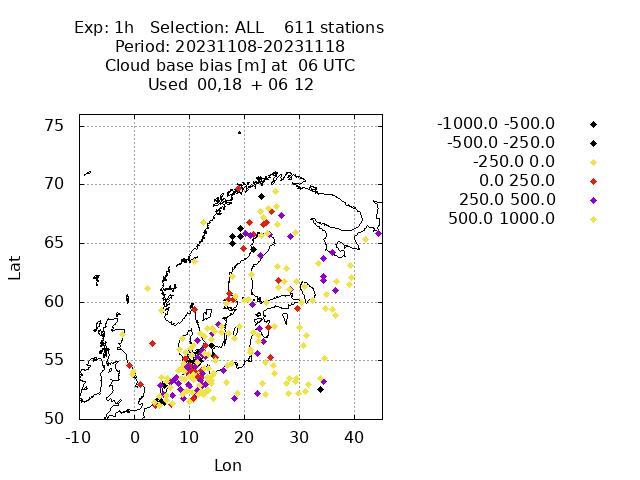 Exp: 1h   Selection: ALL    611 stations
Period: 20231108-20231118
Cloud base bias [m] at  06 UTC
Used 00,18 + 06 12
-1000.0 -500.0
-500.0 -250.0
-250.0 0.0
0.0 250.0
250.0 500.0
500.0 1000.0
75
70
65
60
55
50
Lat
-10 0 10 20 30 40
Lon